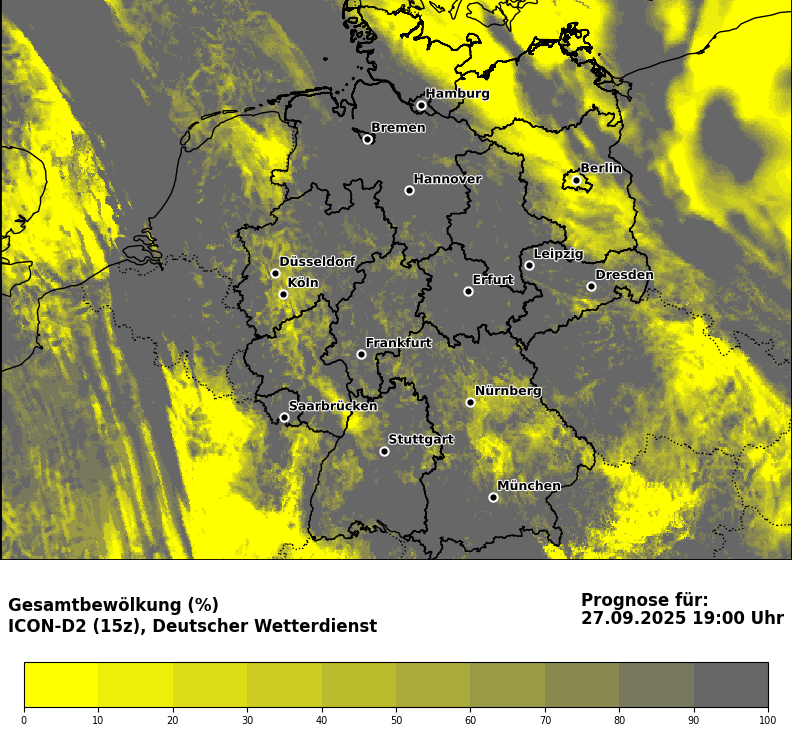 Hamburg
Bremen
Berlin
Hannover
Leipzig
Düsseldorf
Dresden
Erfurt
Köln
Frankfurt
Nürnberg
Saarbrücken
Stuttgart
München
Gesamtbewölkung (%)
ICON-D2 (15z), Deutscher Wetterdienst
Prognose für:
27.09.2025 19:00 Uhr
0 10 20 30 40 50 60 70 80 90 100